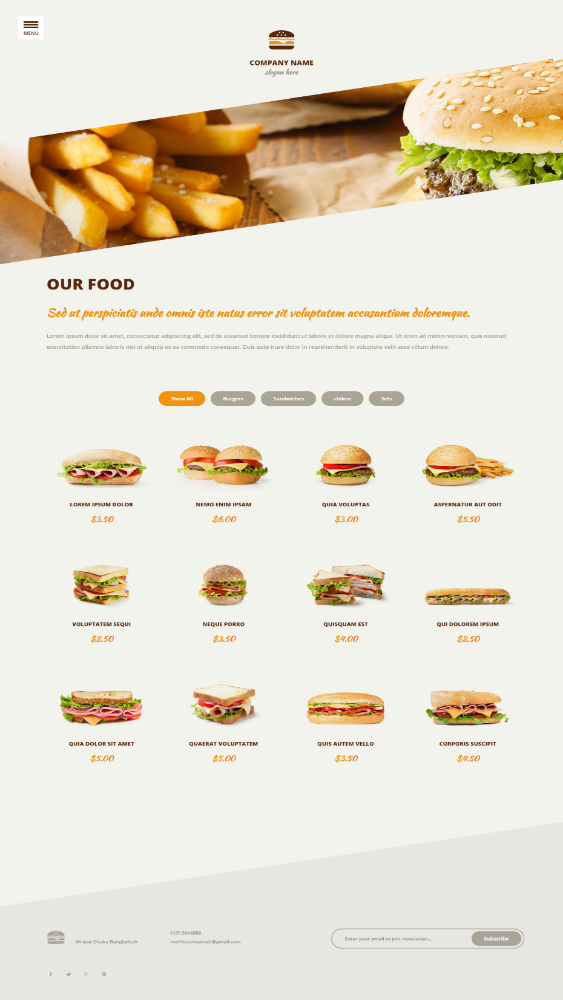 MENU
COMPANY NAME
slogan here
OUR FOOD
Sed ut perspiciatis unde omnis iste natus error sit voluptatem accusantium doloremque.
Lorem ipsum dolor sit amet, consectetur adipisicing elit, sed do eiusmod tempor incididunt ut labore et dolore magna aliqua. Ut enim ad minim veniam, quis nostrud
exercitation ullamco laboris nisi ut aliquip ex ea commodo consequat. Duis aute irure dolor in reprehenderit in voluptate velit esse cillum dolore.
Show All Burgers Sandwiches chiken Sets
LOREM IPSUM DOLOR NEMO ENIM IPSAM QUIA VOLUPTAS ASPERNATUR AUT ODIT
$3.50 $6.00 $3.00 $5.50
VOLUPTATEM SEQUI NEQUE PORRO QUISQUAM EST QUI DOLOREM IPSUM
$2.50 $3.50 $4.00 $2.50
QUIA DOLOR SIT AMET QUAERAT VOLUPTATEM QUIS AUTEM VELLO CORPORIS SUSCIPIT
$5.00 $5.00 $3.50 $4.50
Mirpur Dhaka Bangladesh
01913644880
mahfuzurmahadi@gmail.com
Enter your email to join newsletter... Subscribe